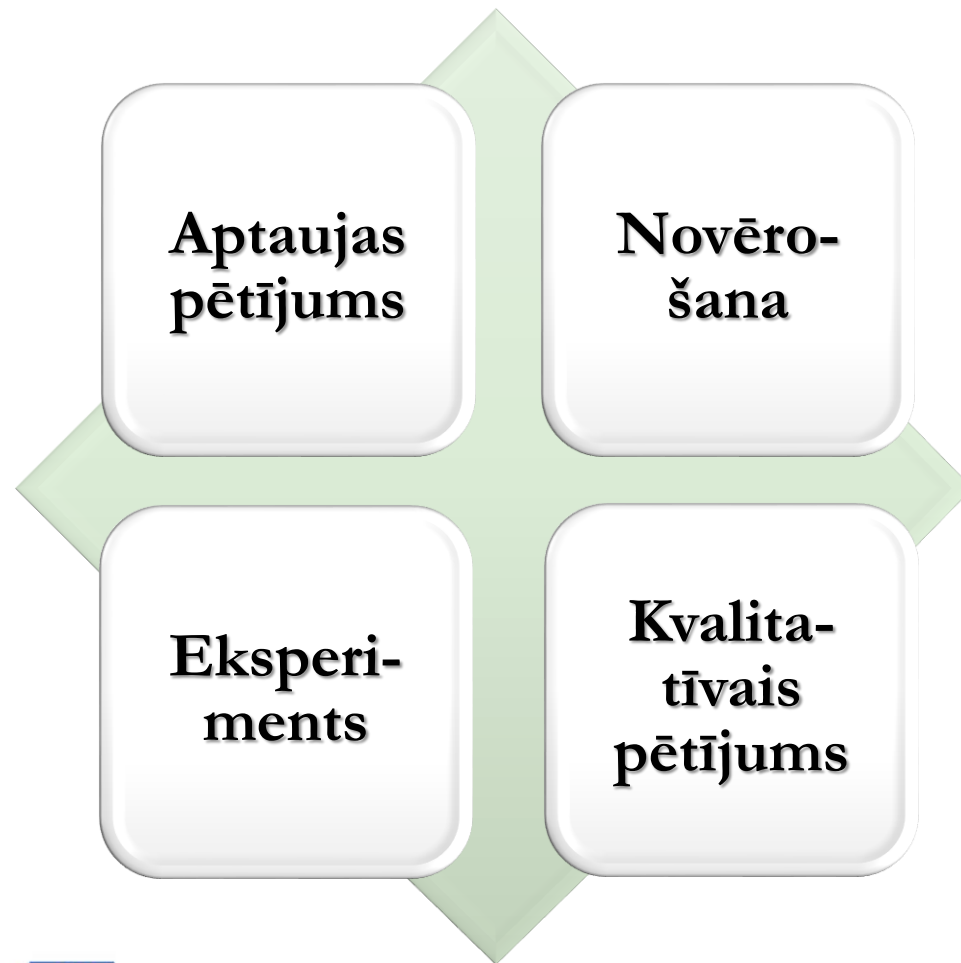 Aptaujas
pētījums
Novēro-
šana
Eksperi-
ments
Kvalita-
tīvais
pētījums